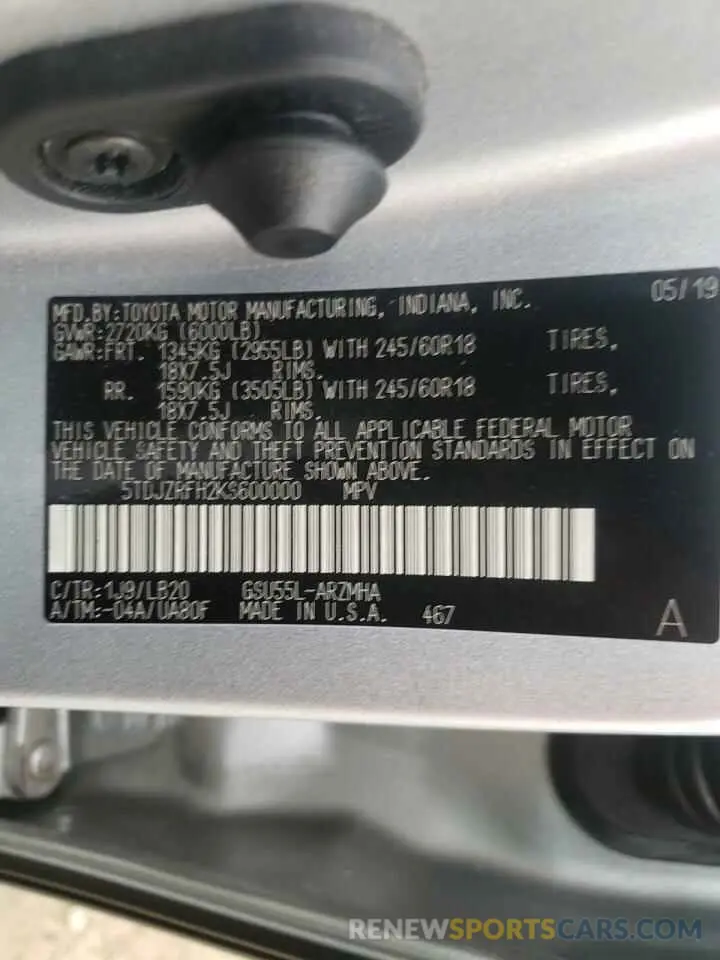 MFD.BY:TOYOTA MOTOR MANUFACTURING, INDIANA, INC. 05/19
GVWR:2720KG (6000LB)
GAWR:FRT. 1345KG (2965LB) WITH 245/60R18 TIRES,
18X7.5J RIMS.
RR. 1590KG (3505LB) WITH 245/60R18 TIRES,
18X7.5J RIMS.
THIS VEHICLE CONFORMS TO ALL APPLICABLE FEDERAL MOTOR
VEHICLE SAFETY AND THEFT PREVENTION STANDARDS IN EFFECT ON
THE DATE OF MANUFACTURE SHOWN ABOVE.
5TDJZRFH2KS600000 MPV
C/TR:1J9/LB20 GSU55L-ARZMHA
A/TM:-04A/UA80F MADE IN U.S.A. 467 A
RENEWSPORTSCARS.COM